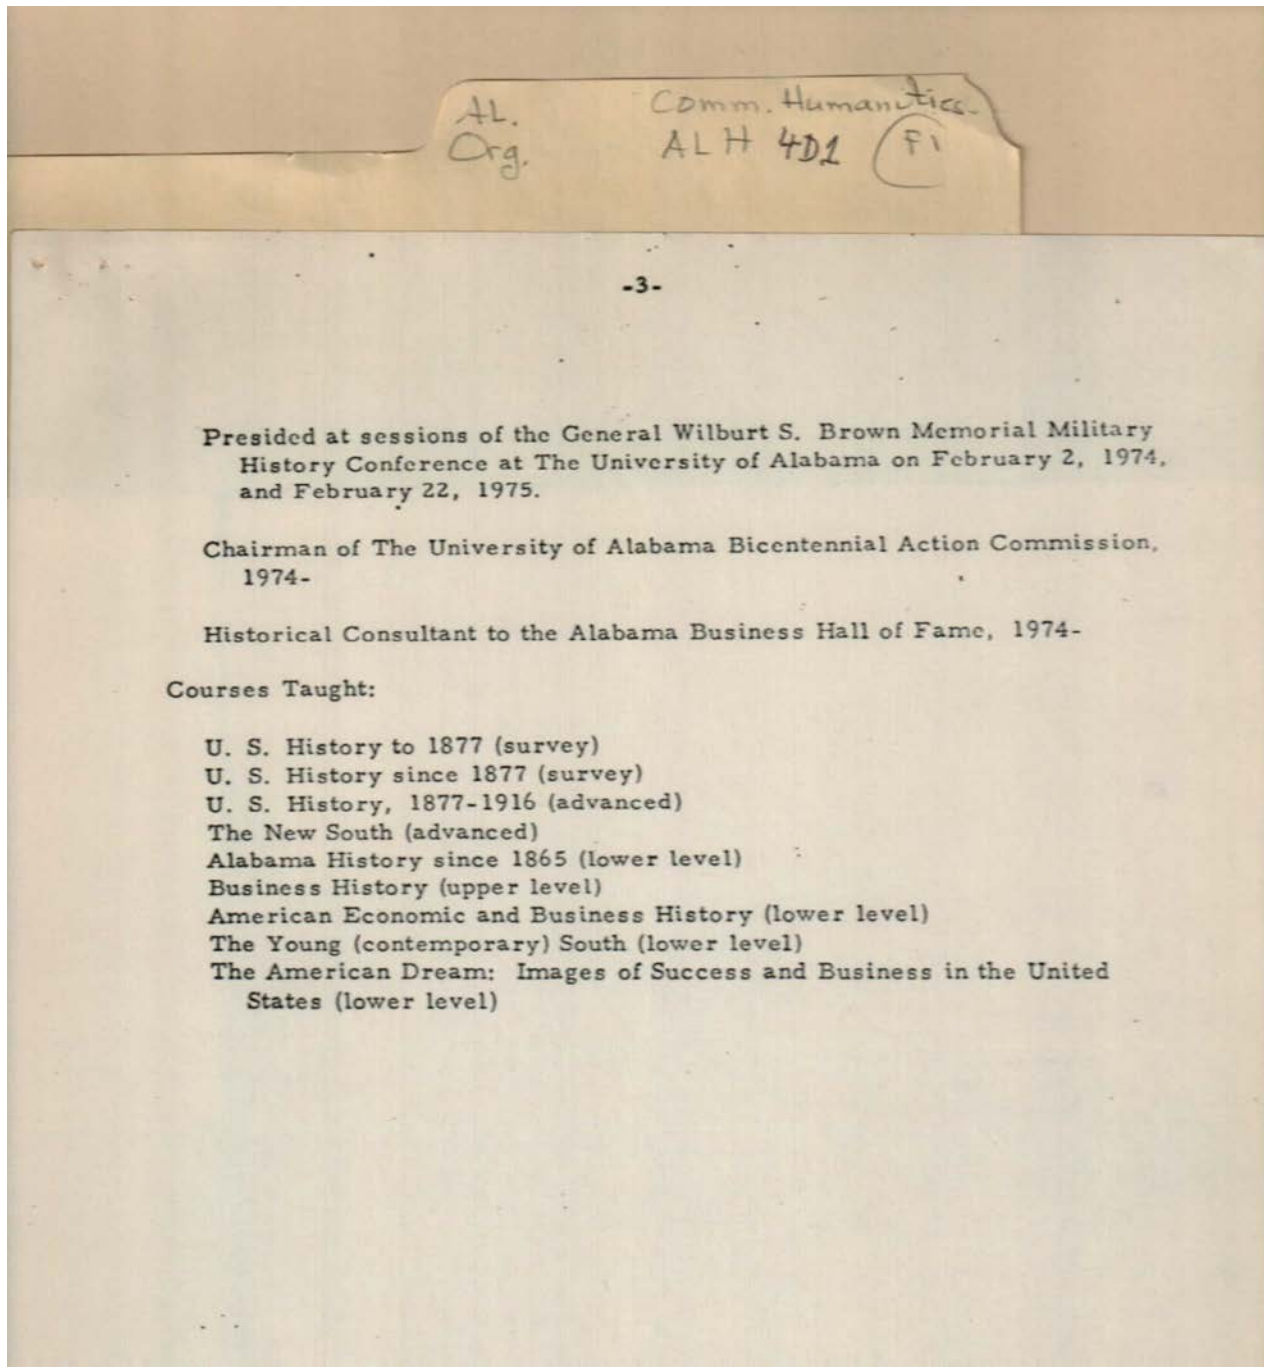 AL. Comm. Humanities.
Org. ALH 4D1 F1
-3-
Presided at sessions of the General Wilburt S. Brown Memorial Military
History Conference at The University of Alabama on February 2, 1974,
and February 22, 1975.
Chairman of The University of Alabama Bicentennial Action Commission,
1974-
Historical Consultant to the Alabama Business Hall of Fame, 1974-
Courses Taught:
U. S. History to 1877 (survey)
U. S. History since 1877 (survey)
U. S. History, 1877-1916 (advanced)
The New South (advanced)
Alabama History since 1865 (lower level)
Business History (upper level)
American Economic and Business History (lower level)
The Young (contemporary) South (lower level)
The American Dream: Images of Success and Business in the United
States (lower level)